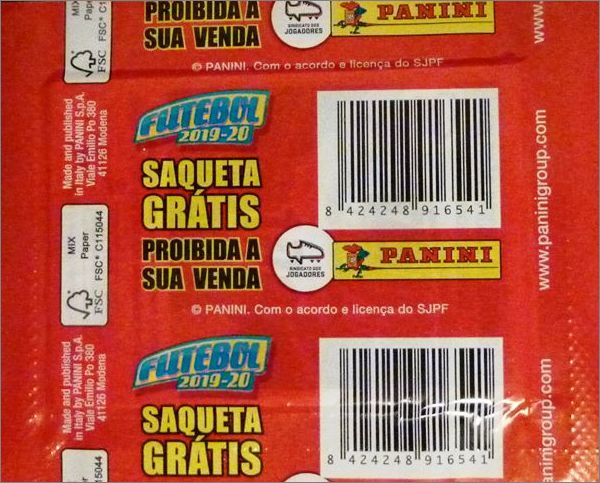 PROIBIDA A
SUA VENDA
SINDICATO DOS
JOGADORES
PANINI
© PANINI. Com o acordo e licença do SJPF
MIX
Paper
FSC® C115044
FSC
Made and published
in Italy by PANINI S.p.A.
Viale Emilio Po 380
41126 Modena
FUTEBOL
2019-20
SAQUETA
GRÁTIS
PROIBIDA A
SUA VENDA
8 424248 916541
SINDICATO DOS
JOGADORES
PANINI
© PANINI. Com o acordo e licença do SJPF
www.paninigroup.com
MIX
Paper
FSC® C115044
FSC
Made and published
in Italy by PANINI S.p.A.
Viale Emilio Po 380
41126 Modena
FUTEBOL
2019-20
SAQUETA
GRÁTIS
8 424248 916541
www.paninigroup.com